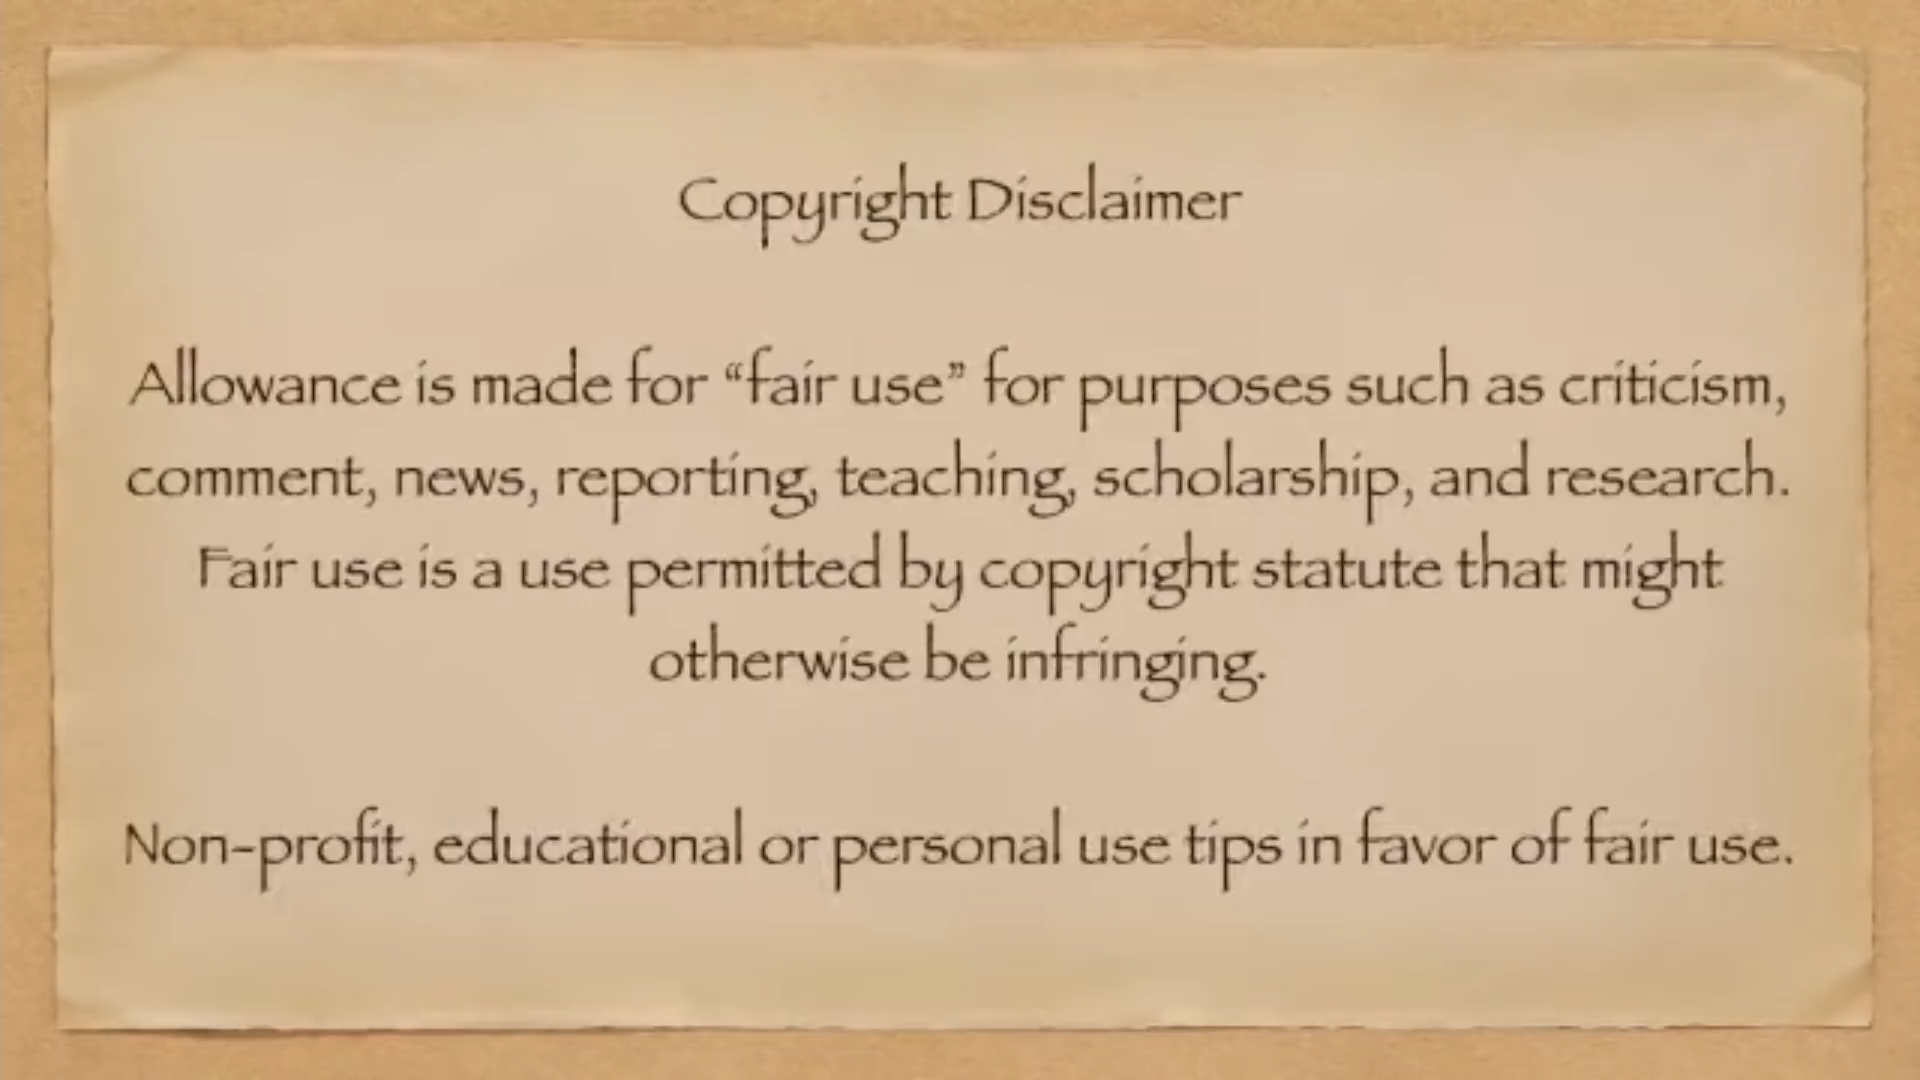 Copyright Disclaimer
Allowance is made for “fair use” for purposes such as criticism,
comment, news, reporting, teaching, scholarship, and research.
Fair use is a use permitted by copyright statute that might
otherwise be infringing.
Non-profit, educational or personal use tips in favor of fair use.